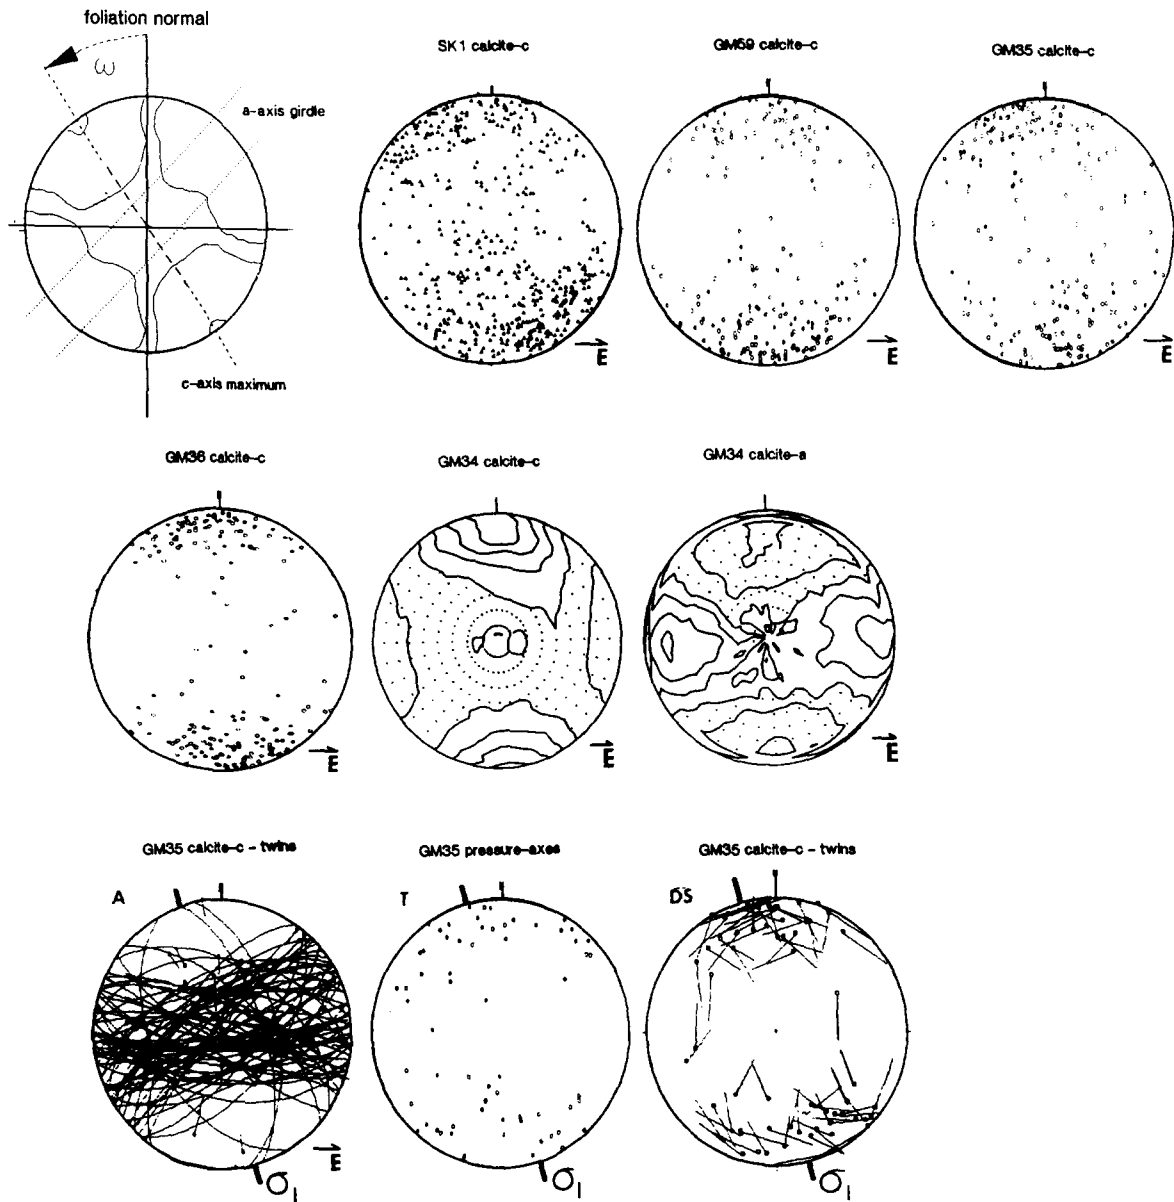 foliation normal
ω
a-axis girdle
c-axis maximum
SK1 calcite-c
E
GM59 calcite-c
E
GM35 calcite-c
E
GM36 calcite-c
E
GM34 calcite-c
E
GM34 calcite-a
E
GM35 calcite-c - twins
A
E
σ1
GM35 pressure-axes
T
σ1
GM35 calcite-c - twins
DS
σ1